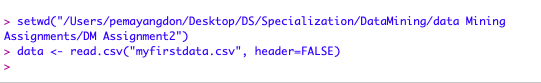 > setwd("/Users/pemayangdon/Desktop/DS/Specialization/DataMining/data Mining
Assignments/DM Assignment2")
> data <- read.csv("myfirstdata.csv", header=FALSE)
>